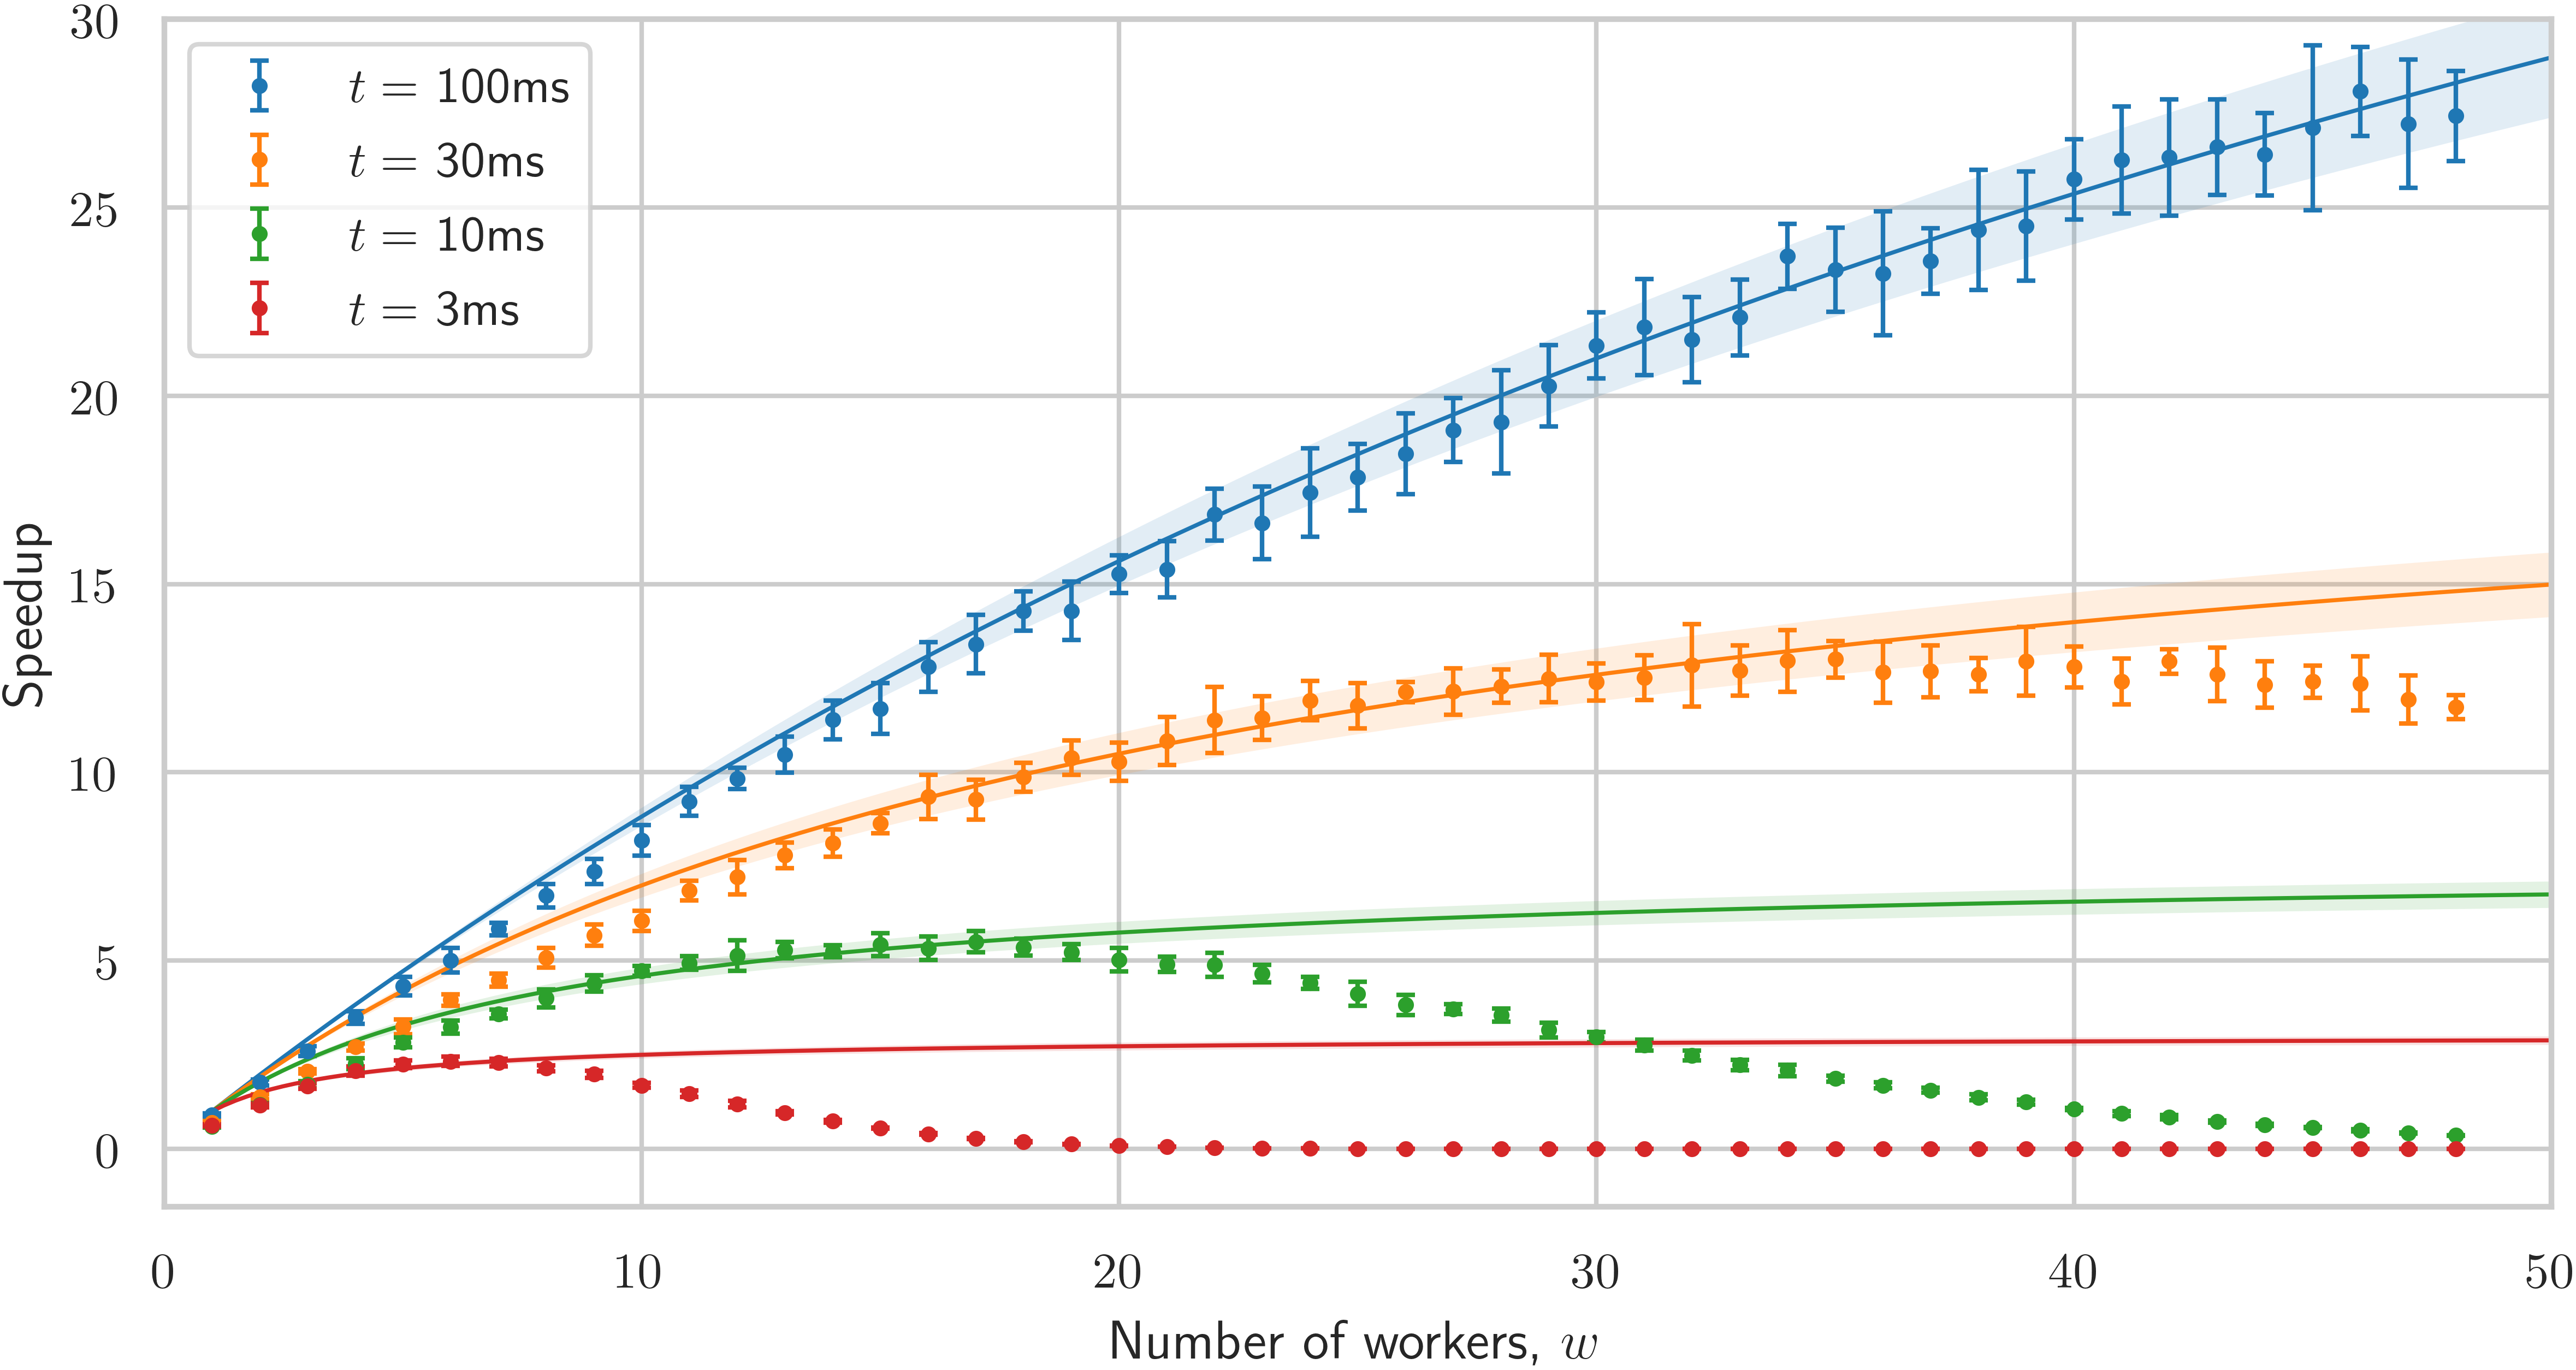 30
25
20
15
10
5
0
Speedup
t = 100ms
t = 30ms
t = 10ms
t = 3ms
0 10 20 30 40 50
Number of workers, w